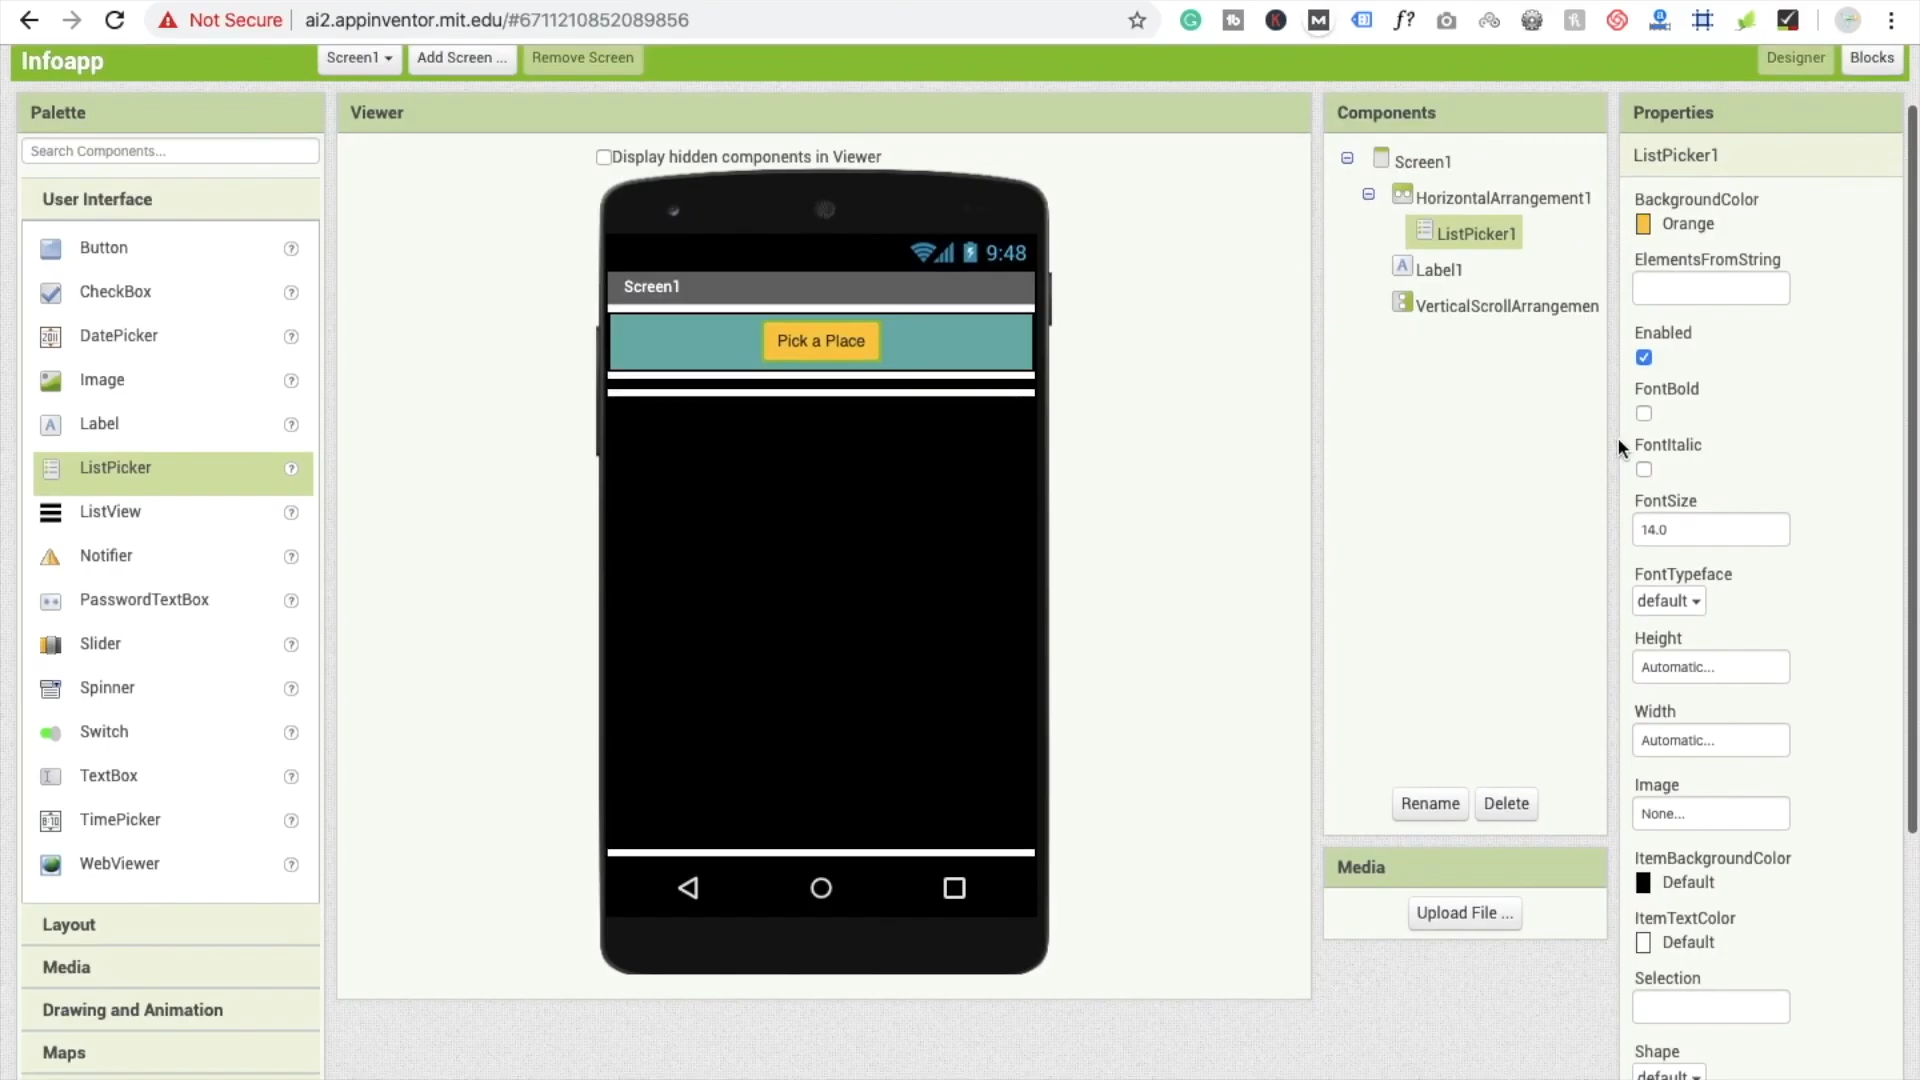 Not Secure
ai2.appinventor.mit.edu/#6711210852089856
Infoapp
Screen1
Add Screen ...
Remove Screen
Designer
Blocks
Palette
Search Components...
User Interface
Button
CheckBox
DatePicker
Image
Label
ListPicker
ListView
Notifier
PasswordTextBox
Slider
Spinner
Switch
TextBox
TimePicker
WebViewer
Layout
Media
Drawing and Animation
Maps
Viewer
Display hidden components in Viewer
9:48
Screen1
Pick a Place
Components
Screen1
HorizontalArrangement1
ListPicker1
Label1
VerticalScrollArrangemen
Rename
Delete
Media
Upload File ...
Properties
ListPicker1
BackgroundColor
Orange
ElementsFromString
Enabled
FontBold
FontItalic
FontSize
14.0
FontTypeface
default
Height
Automatic...
Width
Automatic...
Image
None...
ItemBackgroundColor
Default
ItemTextColor
Default
Selection
Shape
default